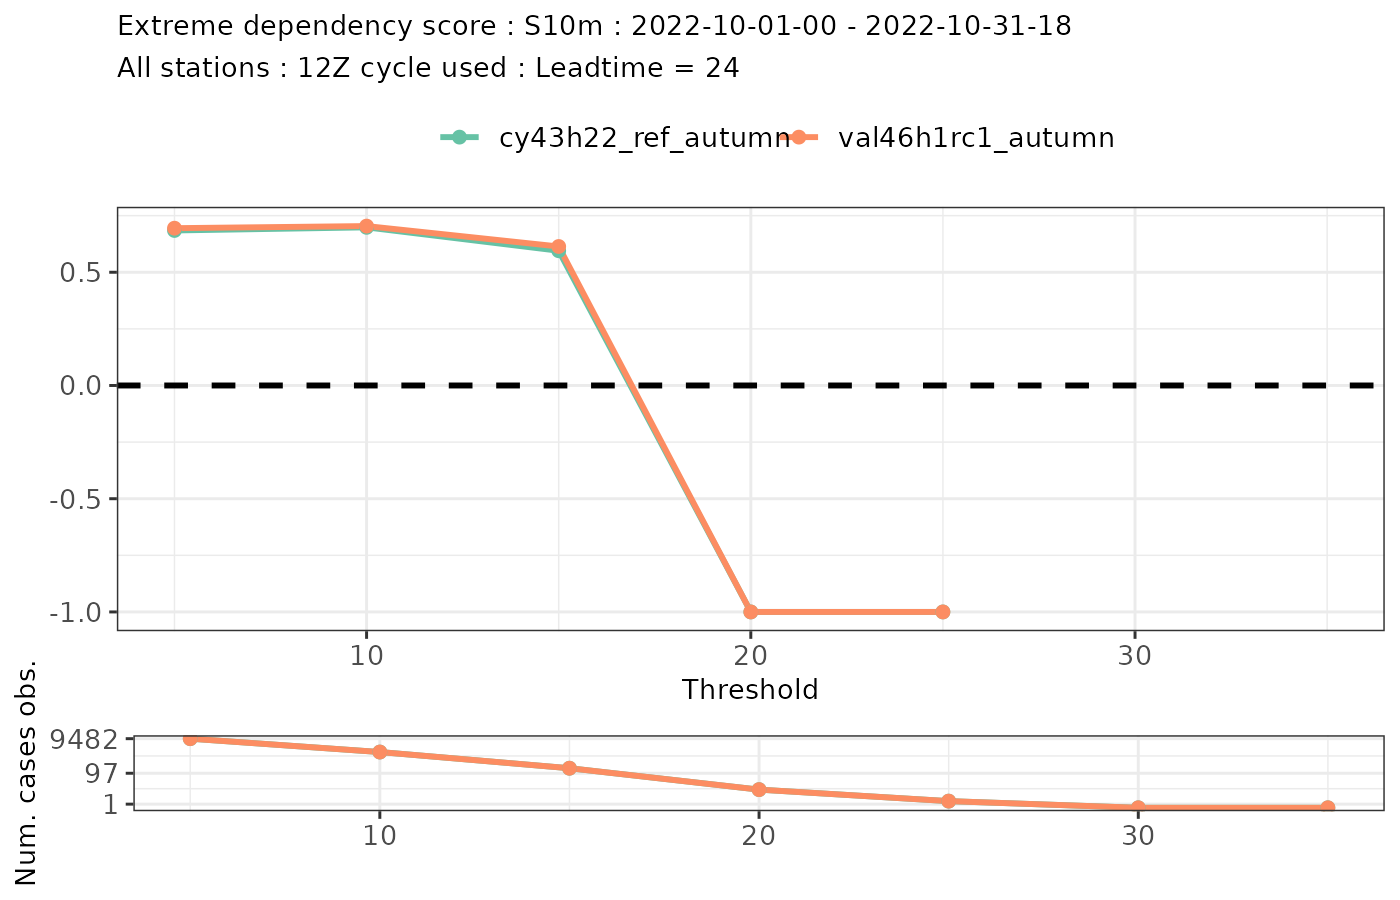 Extreme dependency score : S10m : 2022-10-01-00 - 2022-10-31-18
All stations : 12Z cycle used : Leadtime = 24
cy43h22_ref_autumn val46h1rc1_autumn
0.5
0.0
-0.5
-1.0
10 20 30
Threshold
Num. cases obs.
9482
97
1
10 20 30